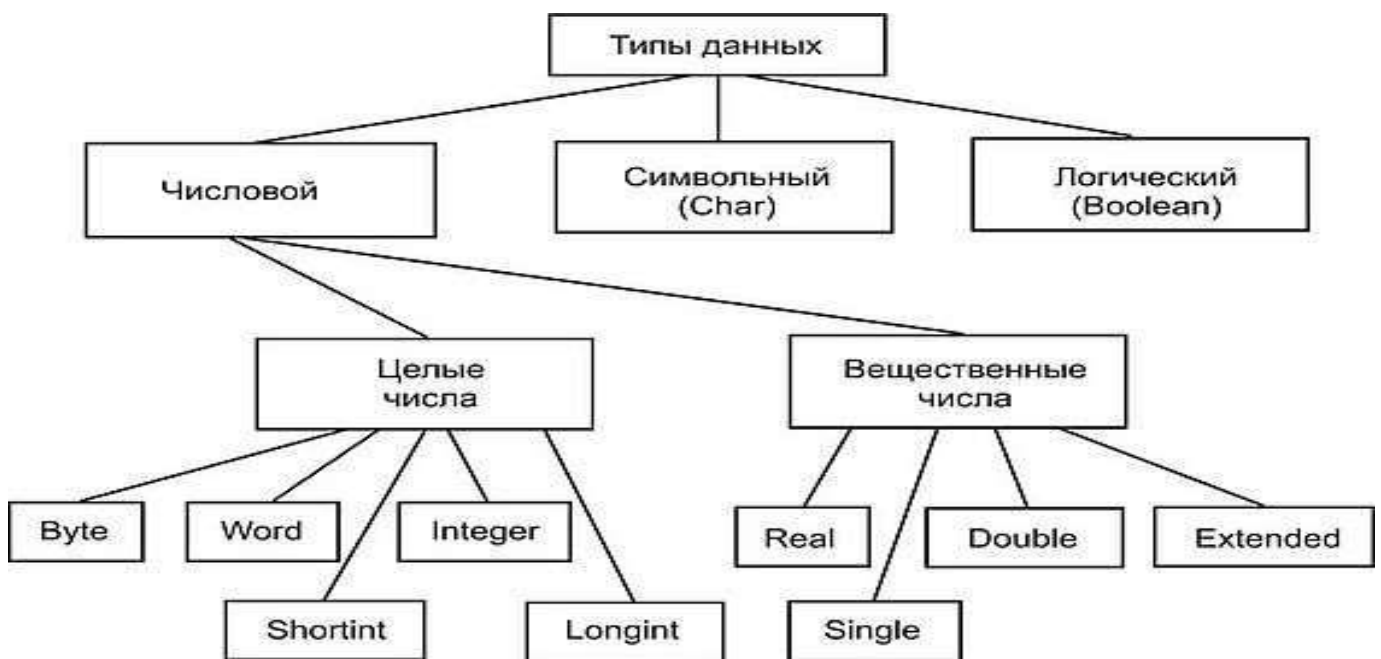 Типы данных
Числовой
Символьный
(Char)
Логический
(Boolean)
Целые
числа
Вещественные
числа
Byte
Word
Integer
Real
Double
Extended
Shortint
Longint
Single